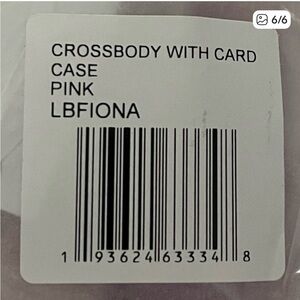 6/6
CROSSBODY WITH CARD
CASE
PINK
LBFIONA
1 93624 63334 8